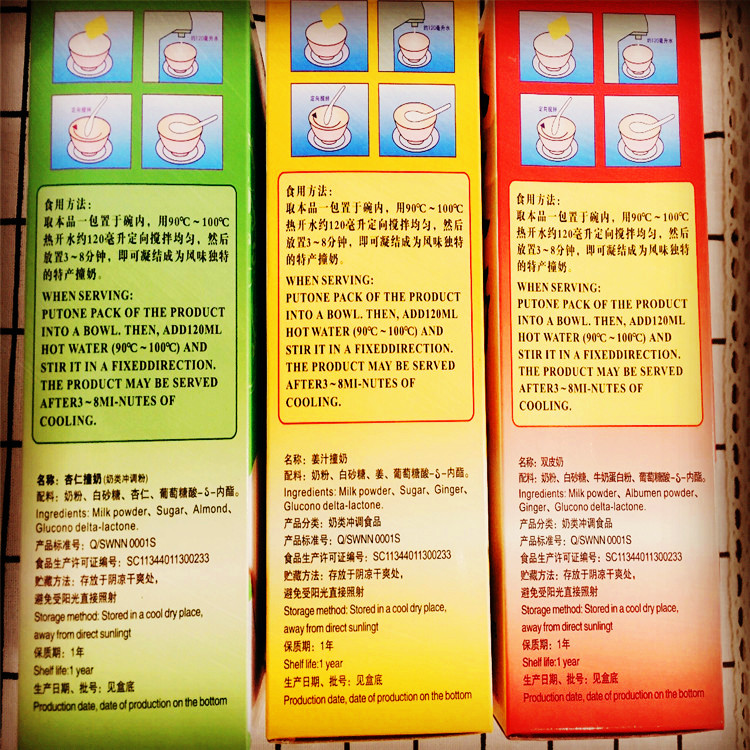 约120毫升水
定向搅拌
食用方法:
取本品一包置于碗内，用90℃~100℃
热开水约120毫升定向搅拌均匀，然后
放置3~8分钟，即可凝结成为风味独特
的特产撞奶。
WHEN SERVING:
PUTONE PACK OF THE PRODUCT
INTO A BOWL. THEN, ADD120ML
HOT WATER (90℃~100℃) AND
STIR IT IN A FIXEDDIRECTION.
THE PRODUCT MAY BE SERVED
AFTER3~8MI-NUTES OF
COOLING.
名称：杏仁撞奶(奶类冲调粉)
配料：奶粉、白砂糖、杏仁、葡萄糖酸-δ-内酯。
Ingredients: Milk powder、Sugar、Almond、
Glucono delta-lactone.
产品分类：奶类冲调食品
产品标准号：Q/SWNN 0001S
食品生产许可证编号：SC11344011300233
贮藏方法：存放于阴凉干爽处，
避免受阳光直接照射
Storage method: Stored in a cool dry place,
away from direct sunlingt
保质期：1年
Shelf life:1 year
生产日期、批号：见盒底
Production date, date of production on the bottom
约120毫升水
定向搅拌
食用方法:
取本品一包置于碗内，用90℃~100℃
热开水约120毫升定向搅拌均匀，然后
放置3~8分钟，即可凝结成为风味独特
的特产撞奶。
WHEN SERVING:
PUTONE PACK OF THE PRODUCT
INTO A BOWL. THEN, ADD120ML
HOT WATER (90℃~100℃) AND
STIR IT IN A FIXEDDIRECTION.
THE PRODUCT MAY BE SERVED
AFTER3~8MI-NUTES OF
COOLING.
名称：姜汁撞奶
配料：奶粉、白砂糖、姜、葡萄糖酸-δ-内酯。
Ingredients: Milk powder、Sugar、Ginger、
Glucono delta-lactone.
产品分类：奶类冲调食品
产品标准号：Q/SWNN 0001S
食品生产许可证编号：SC11344011300233
贮藏方法：存放于阴凉干爽处，
避免受阳光直接照射
Storage method: Stored in a cool dry place,
away from direct sunlingt
保质期：1年
Shelf life:1 year
生产日期、批号：见盒底
Production date, date of production on the bottom
约120毫升水
定向搅拌
食用方法:
取本品一包置于碗内，用90℃~100℃
热开水约120毫升定向搅拌均匀，然后
放置3~8分钟，即可凝结成为风味独特
的特产撞奶。
WHEN SERVING:
PUTONE PACK OF THE PRODUCT
INTO A BOWL. THEN, ADD120ML
HOT WATER (90℃~100℃) AND
STIR IT IN A FIXEDDIRECTION.
THE PRODUCT MAY BE SERVED
AFTER3~8MI-NUTES OF
COOLING.
名称：双皮奶
配料：奶粉、白砂糖、牛奶蛋白粉、葡萄糖酸-δ-内酯。
Ingredients: Milk powder、Albumen powder、
Ginger、Glucono delta-lactone.
产品分类：奶类冲调食品
产品标准号：Q/SWNN 0001S
食品生产许可证编号：SC11344011300233
贮藏方法：存放于阴凉干爽处，
避免受阳光直接照射
Storage method: Stored in a cool dry place,
away from direct sunlingt
保质期：1年
Shelf life:1 year
生产日期、批号：见盒底
Production date, date of production on the bottom